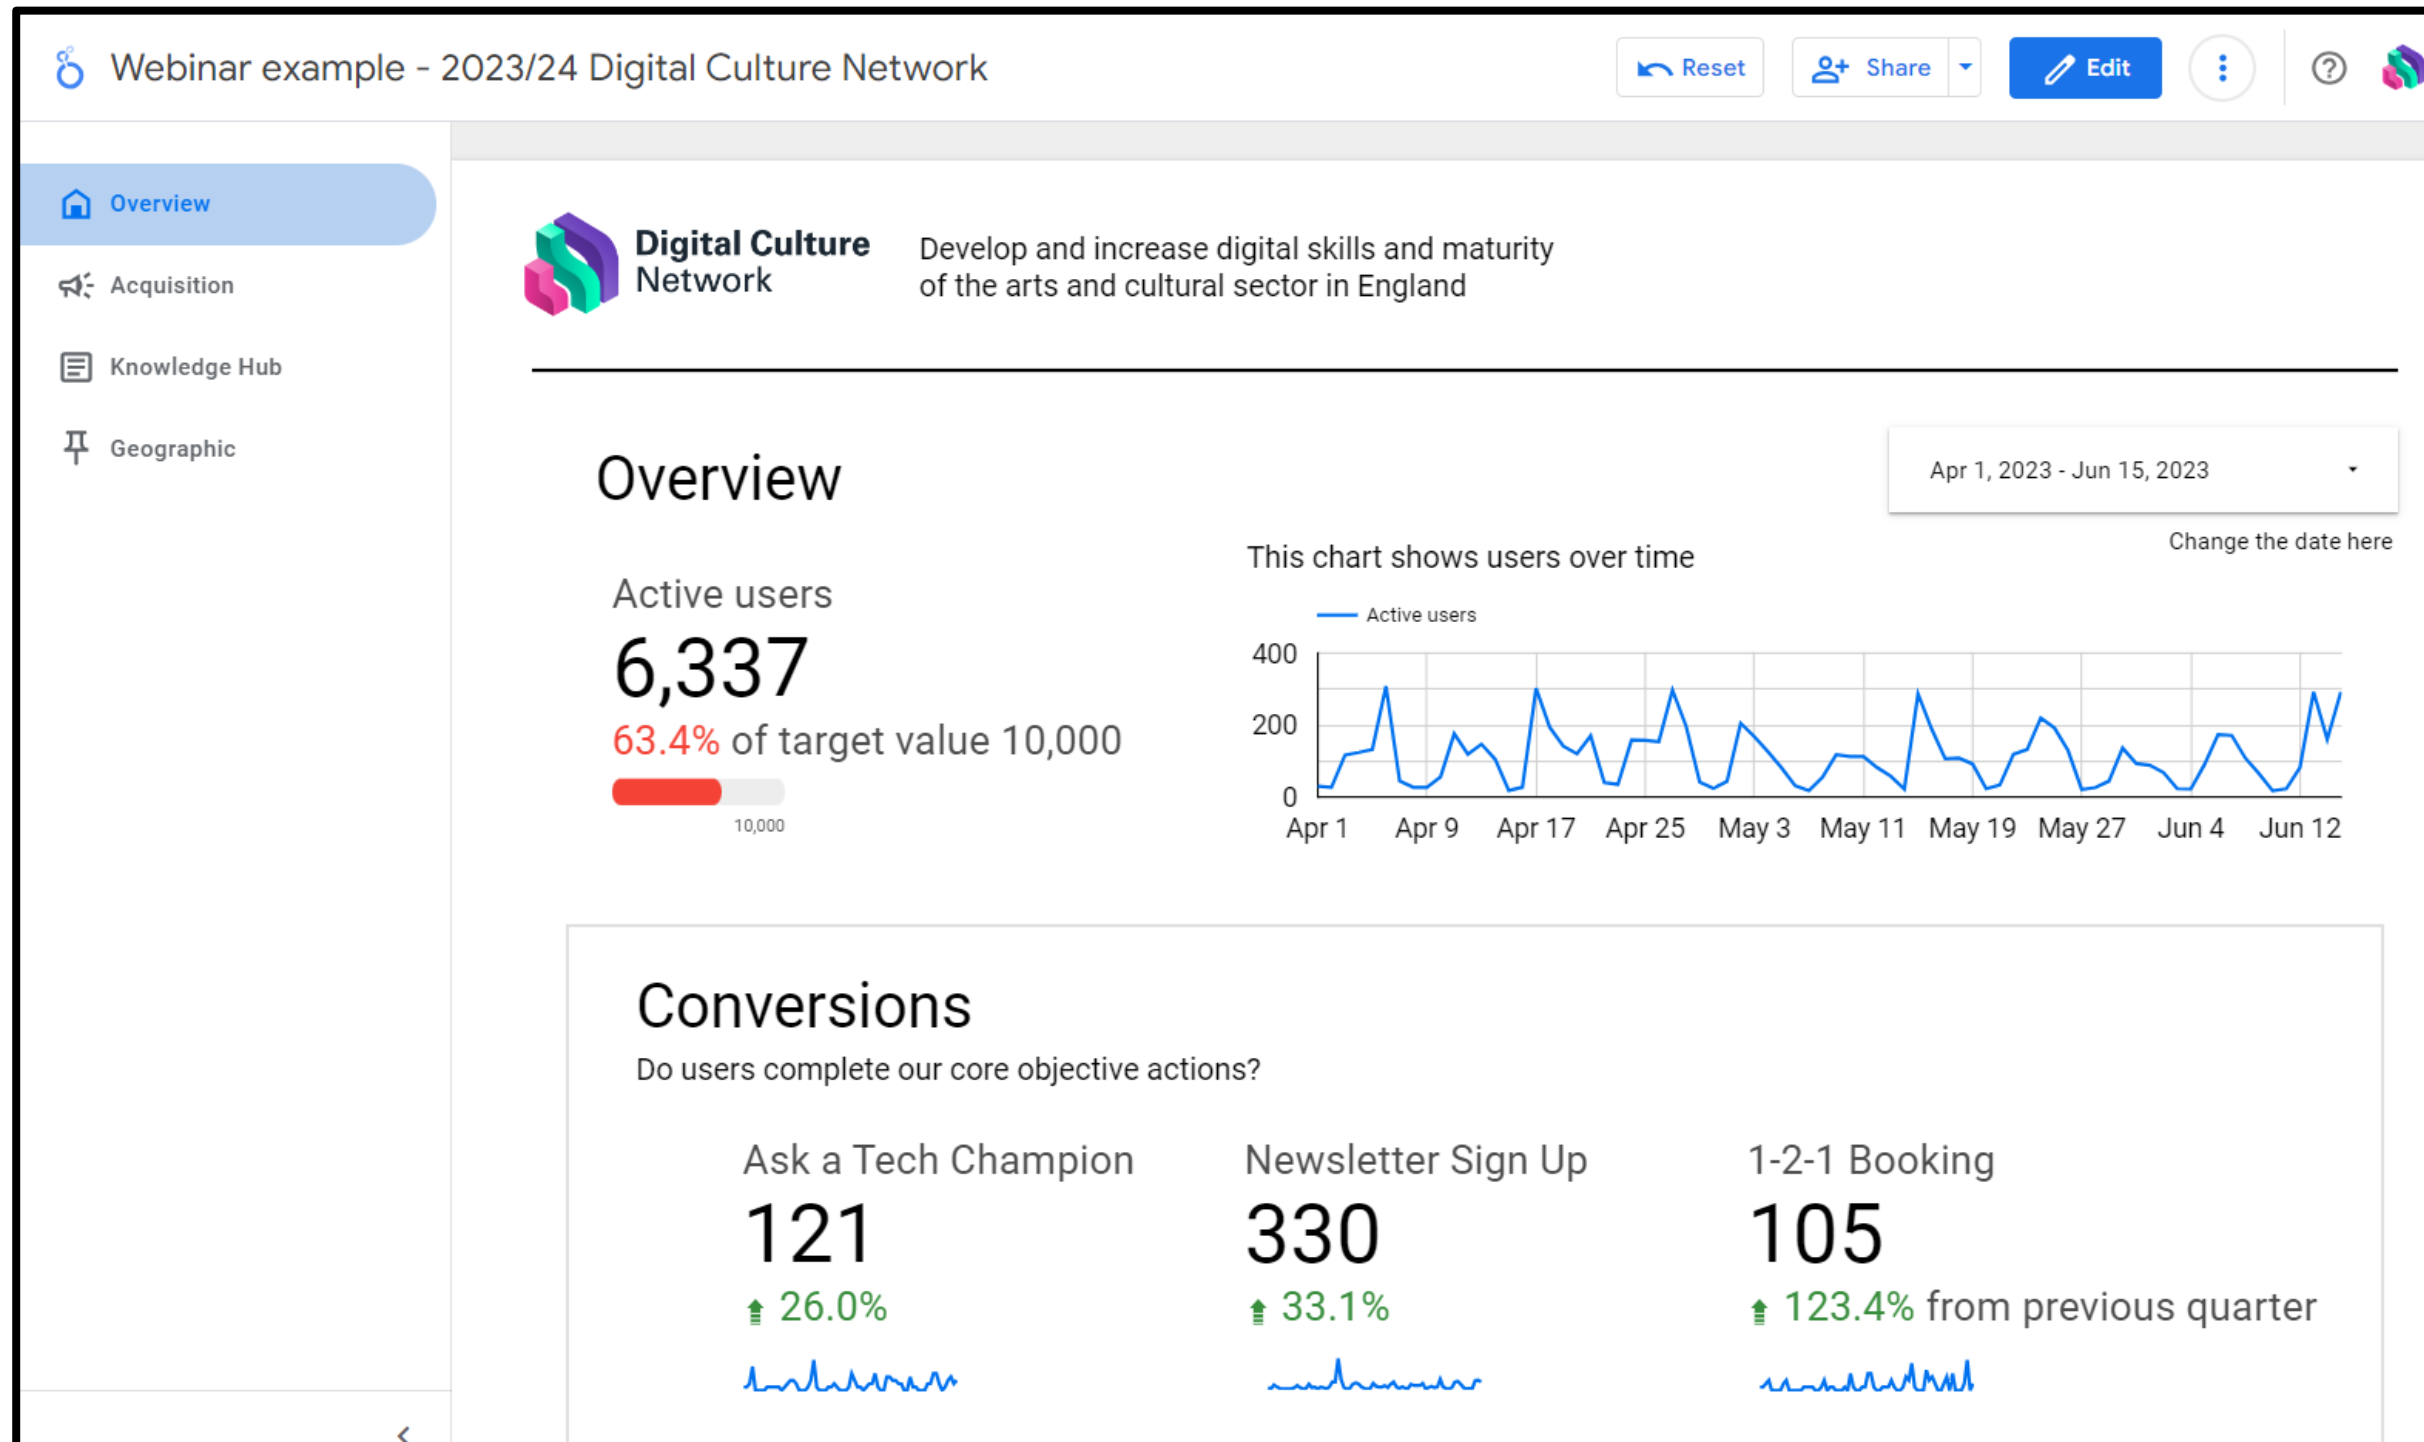 Webinar example - 2023/24 Digital Culture Network
Reset
Share
Edit
Overview
Acquisition
Knowledge Hub
Geographic
Digital Culture
Network
Develop and increase digital skills and maturity
of the arts and cultural sector in England
Overview
Apr 1, 2023 - Jun 15, 2023
Change the date here
Active users
6,337
63.4% of target value 10,000
10,000
This chart shows users over time
Active users
400
200
0
Apr 1 Apr 9 Apr 17 Apr 25 May 3 May 11 May 19 May 27 Jun 4 Jun 12
Conversions
Do users complete our core objective actions?
Ask a Tech Champion
121
26.0%
Newsletter Sign Up
330
33.1%
1-2-1 Booking
105
123.4% from previous quarter